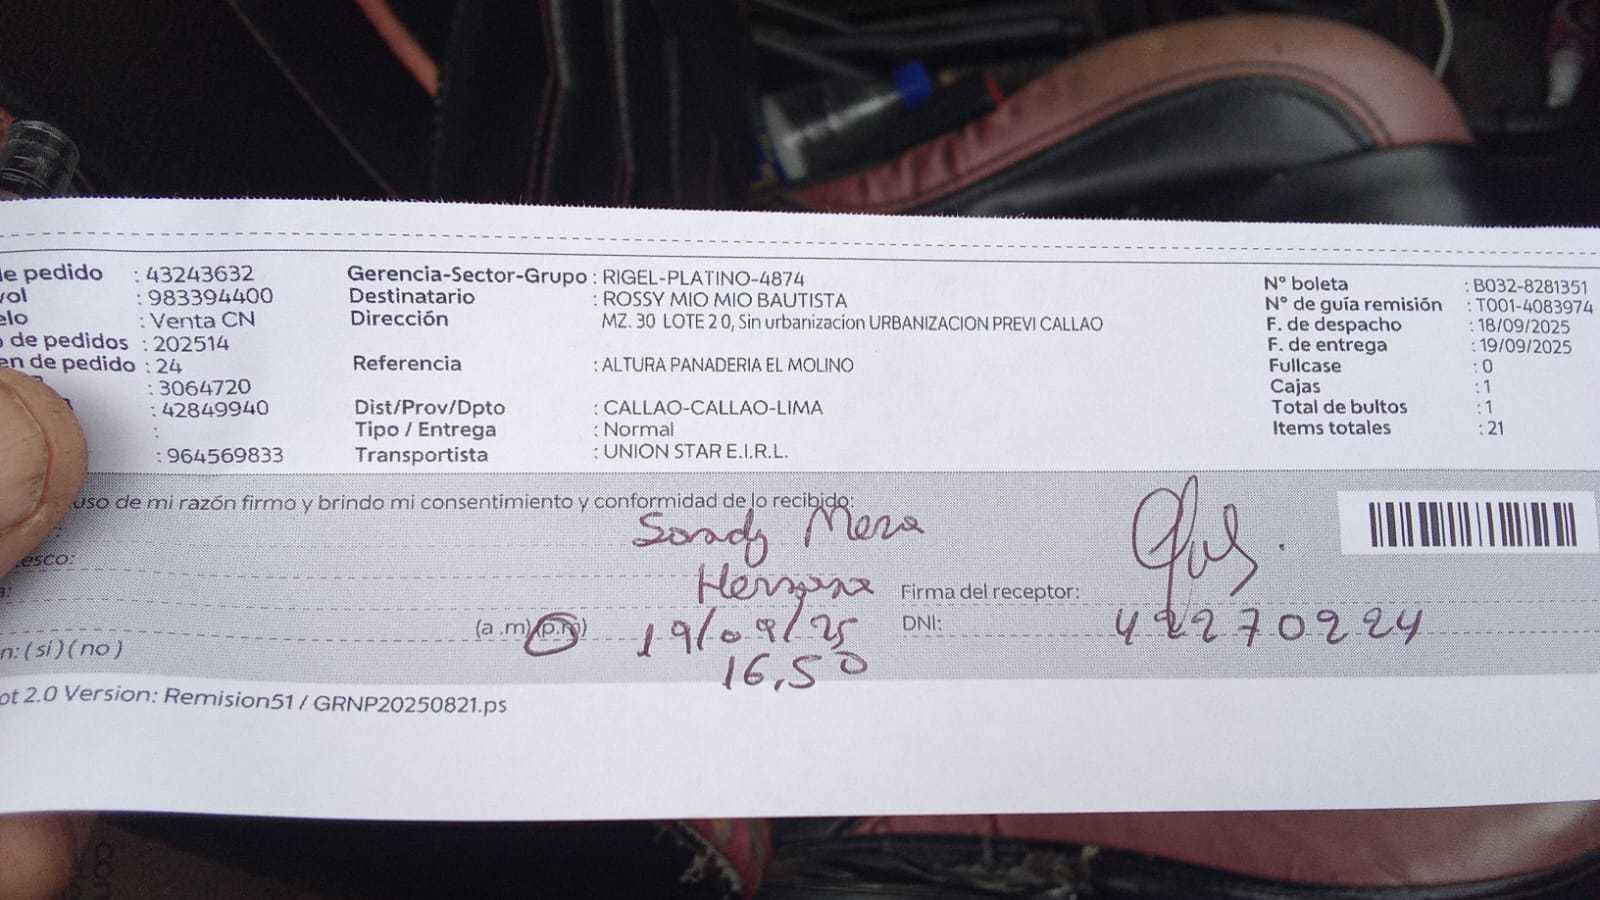 de pedido : 43243632
vol : 983394400
elo : Venta CN
o de pedidos : 202514
en de pedido : 24
: 3064720
: 42849940
:
: 964569833
Gerencia-Sector-Grupo : RIGEL-PLATINO-4874
Destinatario : ROSSY MIO MIO BAUTISTA
Dirección MZ. 30 LOTE 2 0, Sin urbanizacion URBANIZACION PREVI CALLAO
Referencia : ALTURA PANADERIA EL MOLINO
Dist/Prov/Dpto : CALLAO-CALLAO-LIMA
Tipo / Entrega : Normal
Transportista : UNION STAR E.I.R.L.
N° boleta : B032-8281351
N° de guía remisión : T001-4083974
F. de despacho : 18/09/2025
F. de entrega : 19/09/2025
Fullcase : 0
Cajas : 1
Total de bultos : 1
Items totales : 21
uso de mi razón firmo y brindo mi consentimiento y conformidad de lo recibido:
Sandy Meza
esco:
Hermana
Firma del receptor:
(a .m) (p.m) 19/09/25
DNI: 42270224
n: ( si ) ( no )
16,50
ot 2.0 Version: Remision51 / GRNP20250821.ps